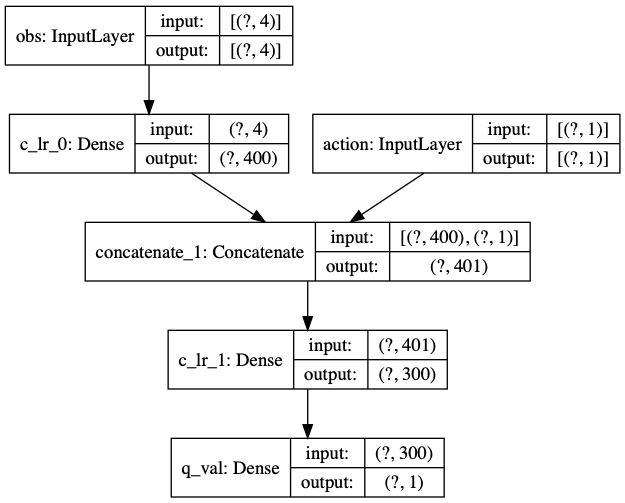 obs: InputLayer
input: [(?, 4)]
output: [(?, 4)]
c_lr_0: Dense
input: (?, 4)
output: (?, 400)
action: InputLayer
input: [(?, 1)]
output: [(?, 1)]
concatenate_1: Concatenate
input: [(?, 400), (?, 1)]
output: (?, 401)
c_lr_1: Dense
input: (?, 401)
output: (?, 300)
q_val: Dense
input: (?, 300)
output: (?, 1)